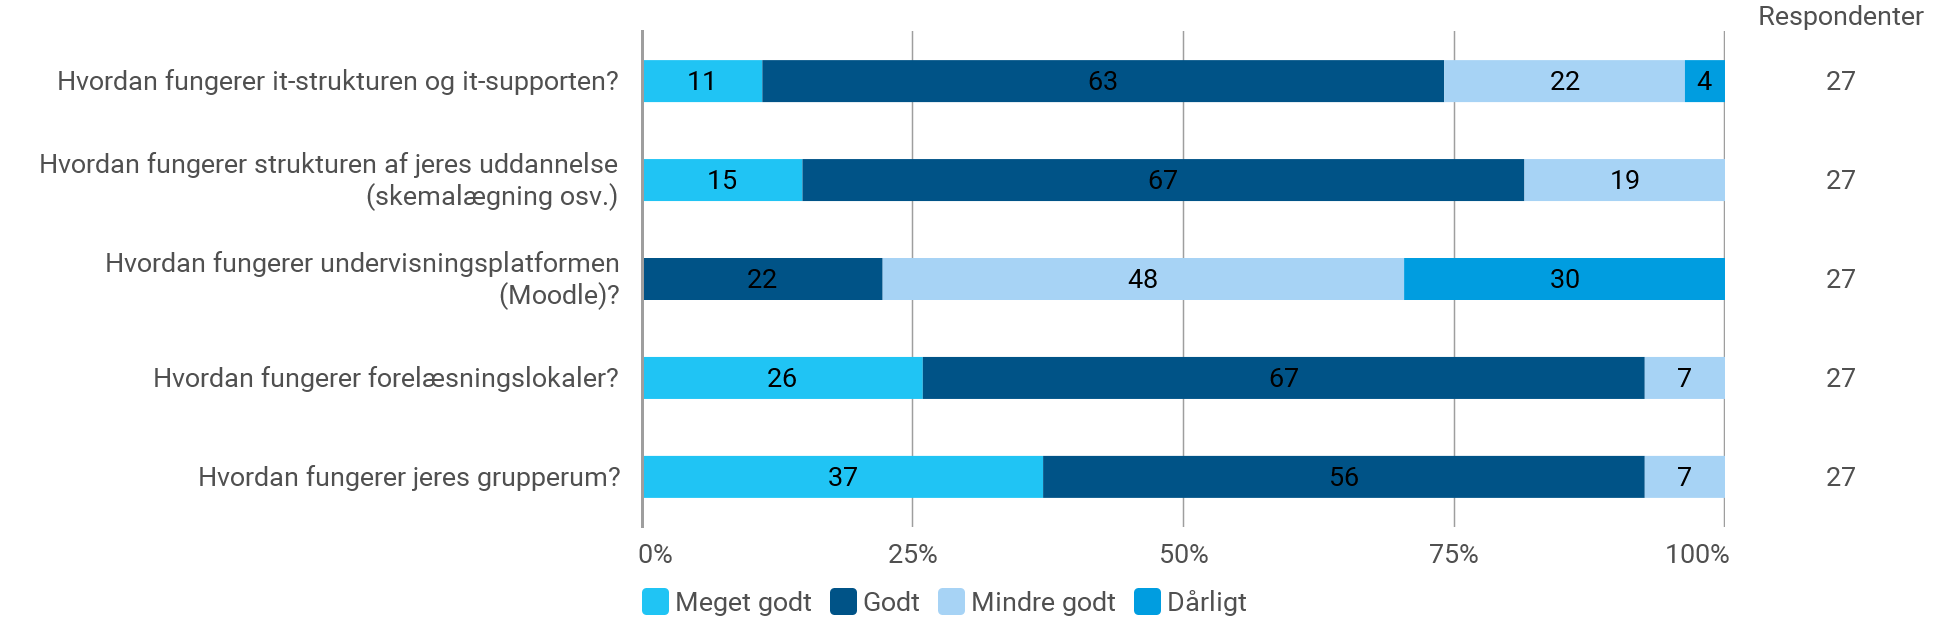 Respondenter
Hvordan fungerer it-strukturen og it-supporten? 11 63 22 4 27
Hvordan fungerer strukturen af jeres uddannelse
(skemalægning osv.) 15 67 19 27
Hvordan fungerer undervisningsplatformen
(Moodle)? 22 48 30 27
Hvordan fungerer forelæsningslokaler? 26 67 7 27
Hvordan fungerer jeres grupperum? 37 56 7 27
0% 25% 50% 75% 100%
Meget godt Godt Mindre godt Dårligt